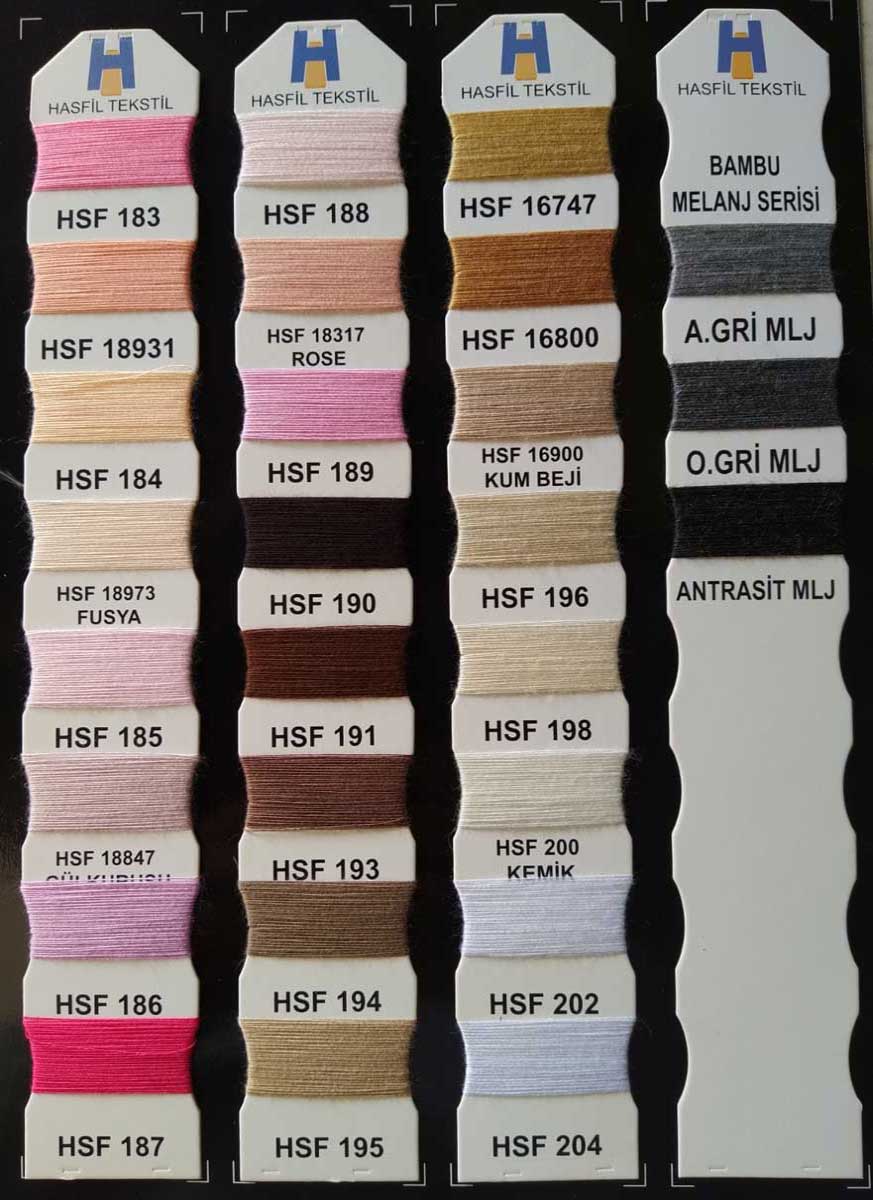 HASFİL TEKSTİL
HSF 183
HSF 18931
HSF 184
HSF 18973
FUSYA
HSF 185
HSF 18847
GÜLKURUSU
HSF 186
HSF 187
HASFİL TEKSTİL
HSF 188
HSF 18317
ROSE
HSF 189
HSF 190
HSF 191
HSF 193
HSF 194
HSF 195
HASFİL TEKSTİL
HSF 16747
HSF 16800
HSF 16900
KUM BEJİ
HSF 196
HSF 198
HSF 200
KEMİK
HSF 202
HSF 204
HASFİL TEKSTİL
BAMBU
MELANJ SERİSİ
A.GRİ MLJ
O.GRİ MLJ
ANTRASİT MLJ